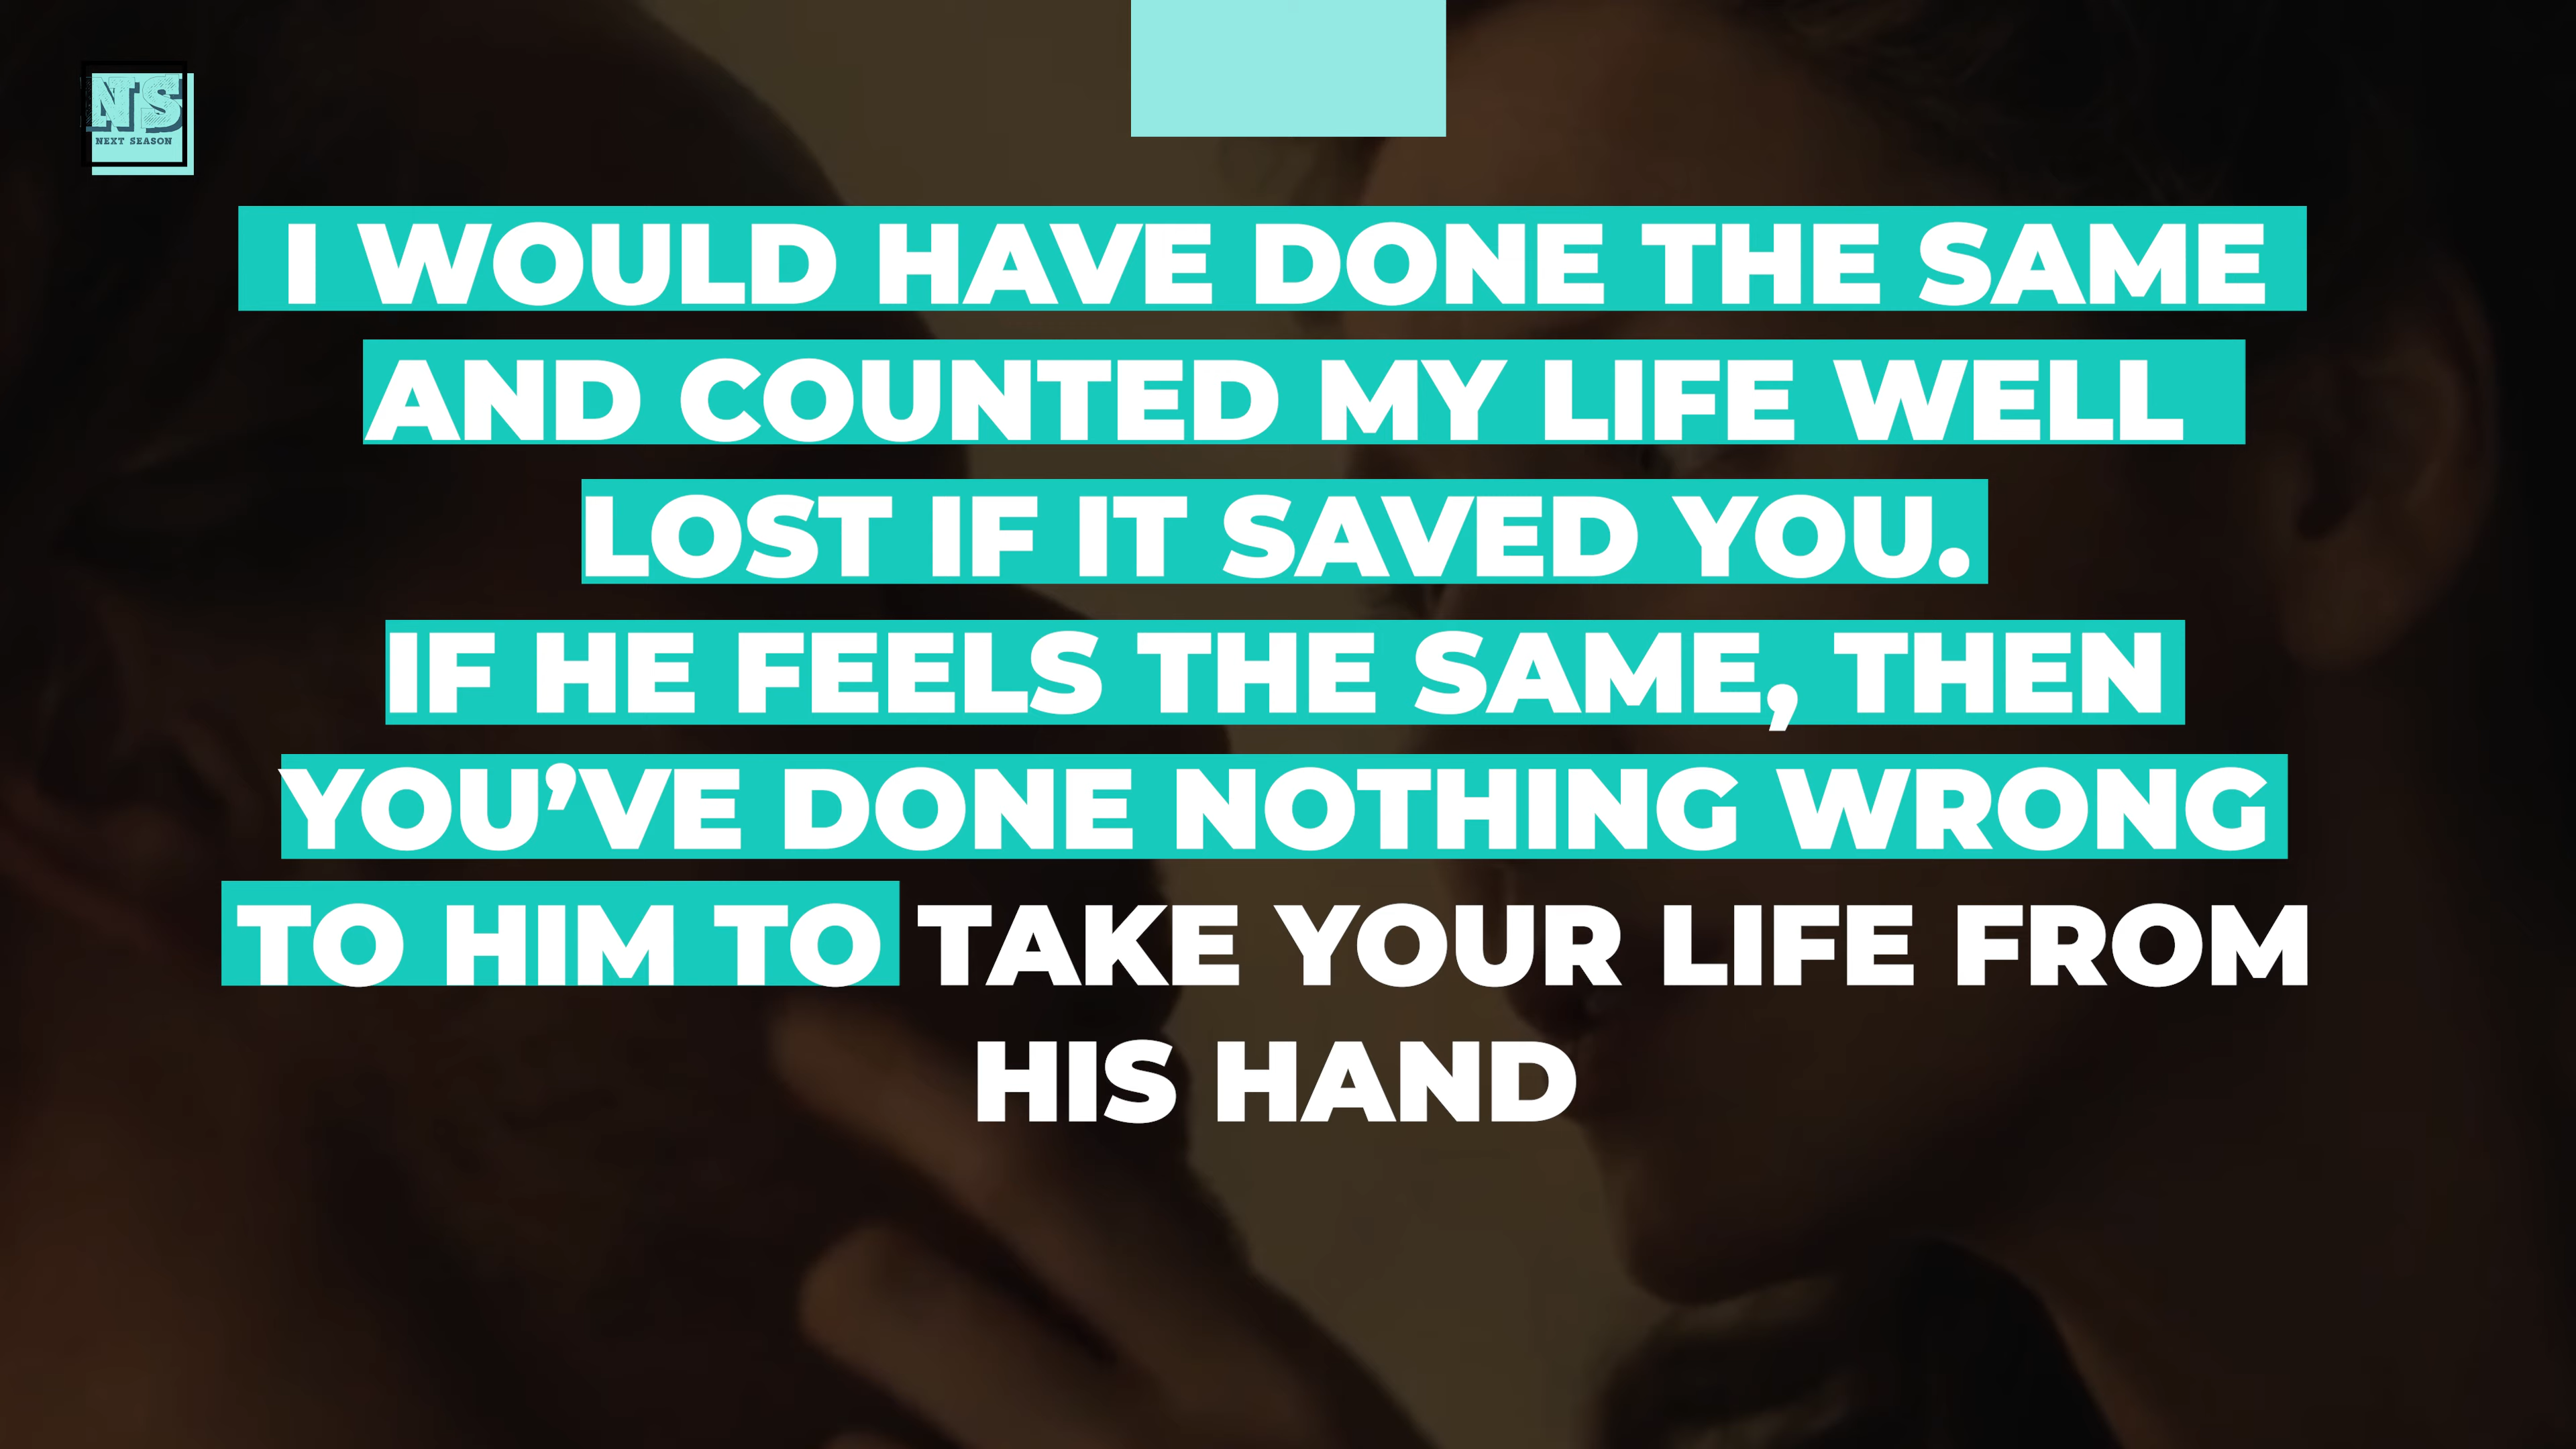 NS
NEXT SEASON
I WOULD HAVE DONE THE SAME
AND COUNTED MY LIFE WELL
LOST IF IT SAVED YOU.
IF HE FEELS THE SAME, THEN
YOU’VE DONE NOTHING WRONG
TO HIM TO TAKE YOUR LIFE FROM
HIS HAND